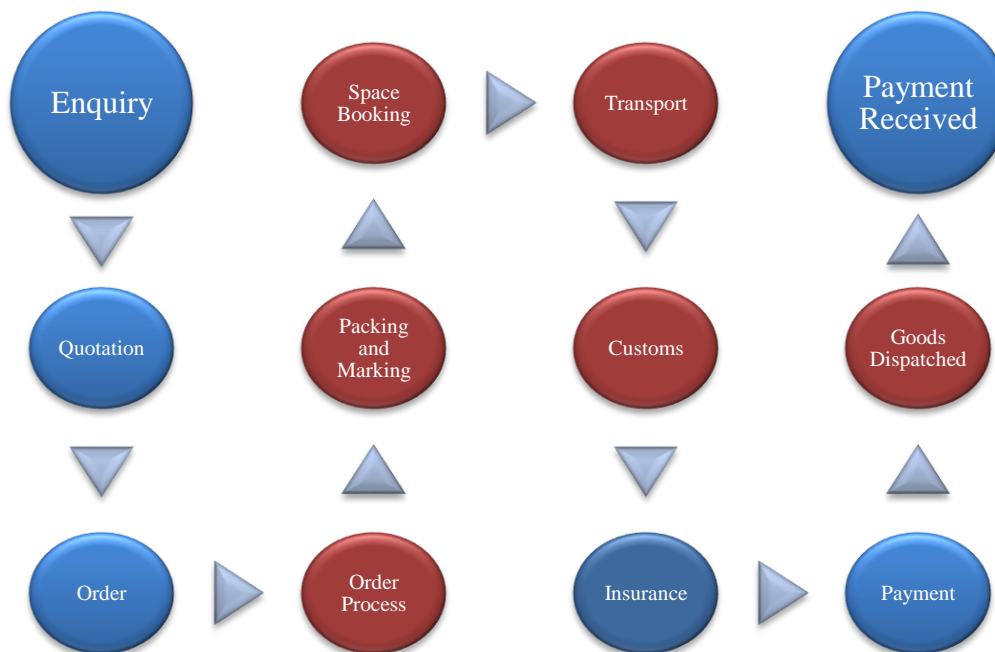 Enquiry
Space
Booking
Transport
Payment
Received
Quotation
Packing
and
Marking
Customs
Goods
Dispatched
Order
Order
Process
Insurance
Payment